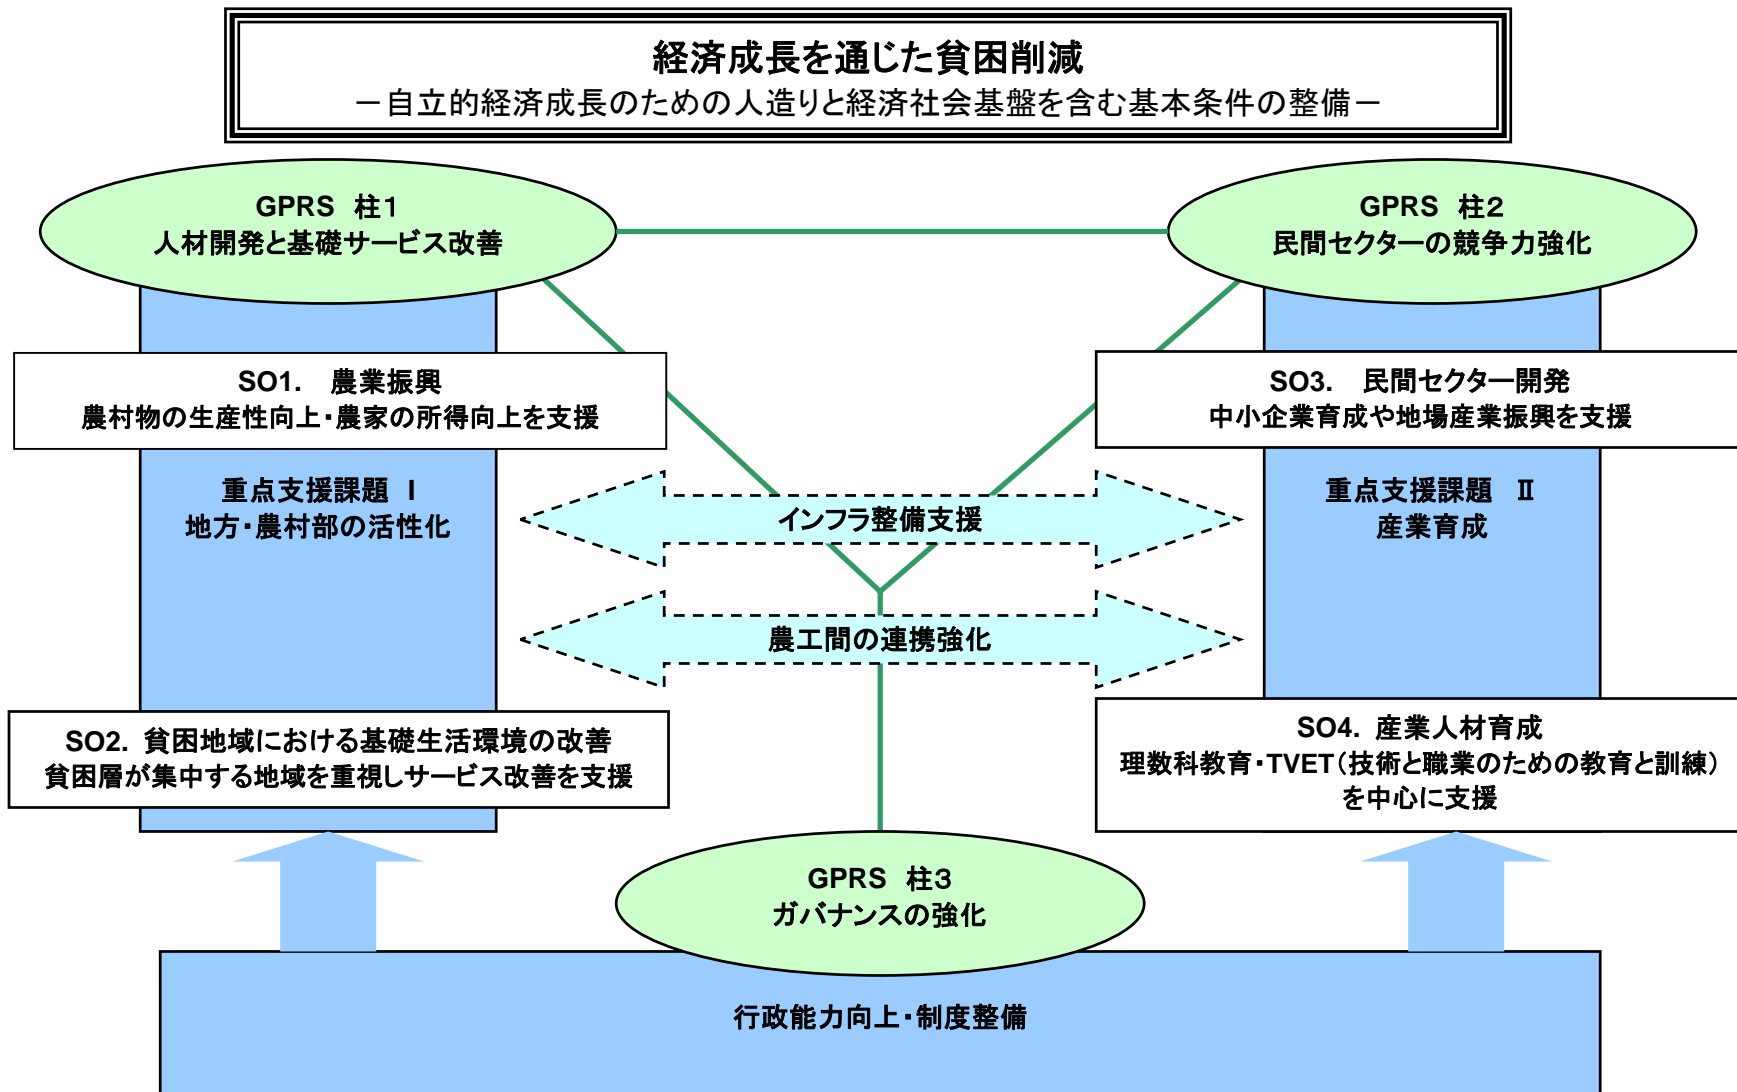 経済成長を通じた貧困削減
－自立的経済成長のための人造りと経済社会基盤を含む基本条件の整備－
GPRS 柱１
人材開発と基礎サービス改善
GPRS 柱２
民間セクターの競争力強化
SO1. 農業振興
農村物の生産性向上・農家の所得向上を支援
SO3. 民間セクター開発
中小企業育成や地場産業振興を支援
重点支援課題 Ⅰ
地方・農村部の活性化
インフラ整備支援
重点支援課題 Ⅱ
産業育成
農工間の連携強化
SO2. 貧困地域における基礎生活環境の改善
貧困層が集中する地域を重視しサービス改善を支援
SO4. 産業人材育成
理数科教育・TVET（技術と職業のための教育と訓練）
を中心に支援
GPRS 柱３
ガバナンスの強化
行政能力向上・制度整備